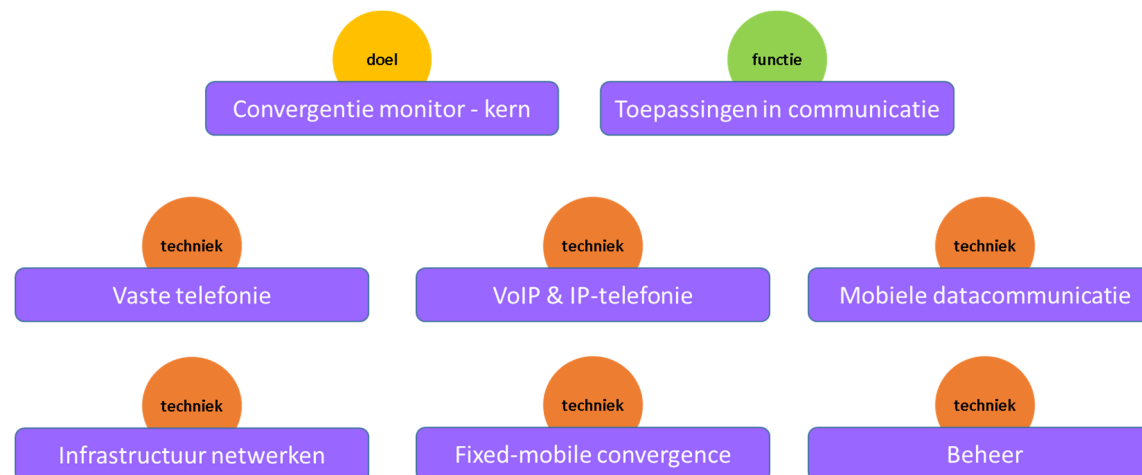 doel
functie
Convergentie monitor - kern
Toepassingen in communicatie
techniek
techniek
techniek
Vaste telefonie
VoIP & IP-telefonie
Mobiele datacommunicatie
techniek
techniek
techniek
Infrastructuur netwerken
Fixed-mobile convergence
Beheer